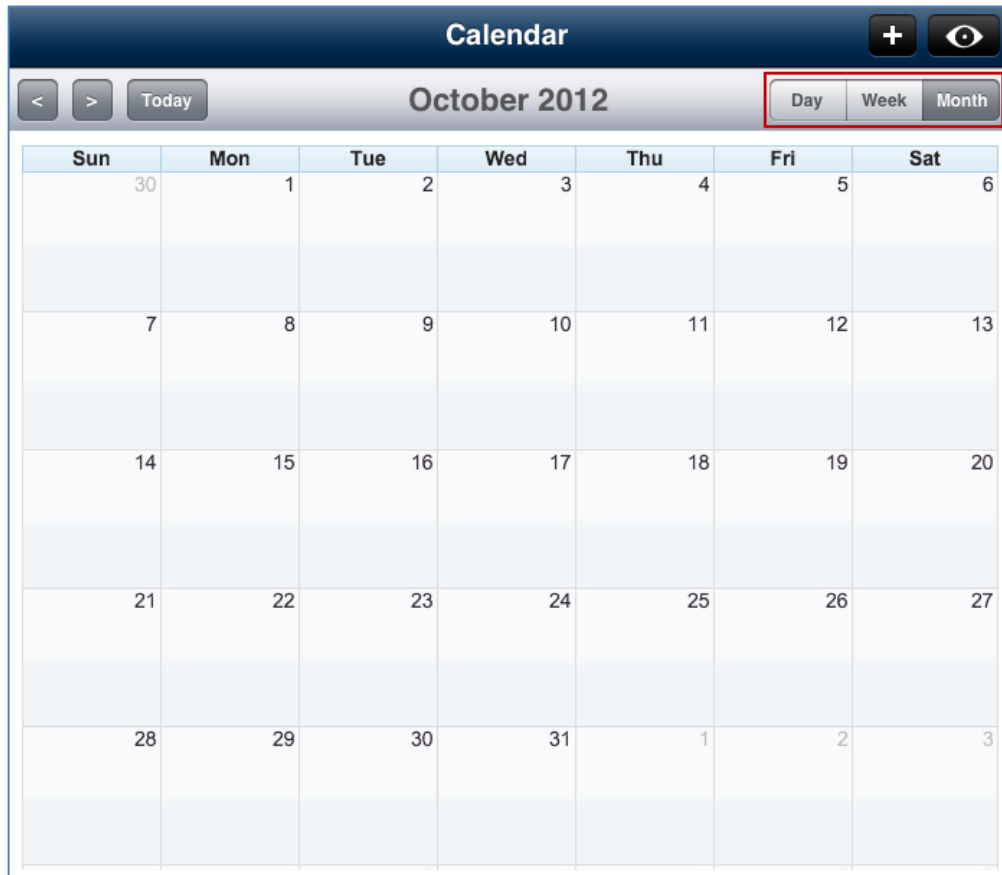 Calendar +
< > Today October 2012 Day Week Month
Sun Mon Tue Wed Thu Fri Sat
30 1 2 3 4 5 6
7 8 9 10 11 12 13
14 15 16 17 18 19 20
21 22 23 24 25 26 27
28 29 30 31 1 2 3